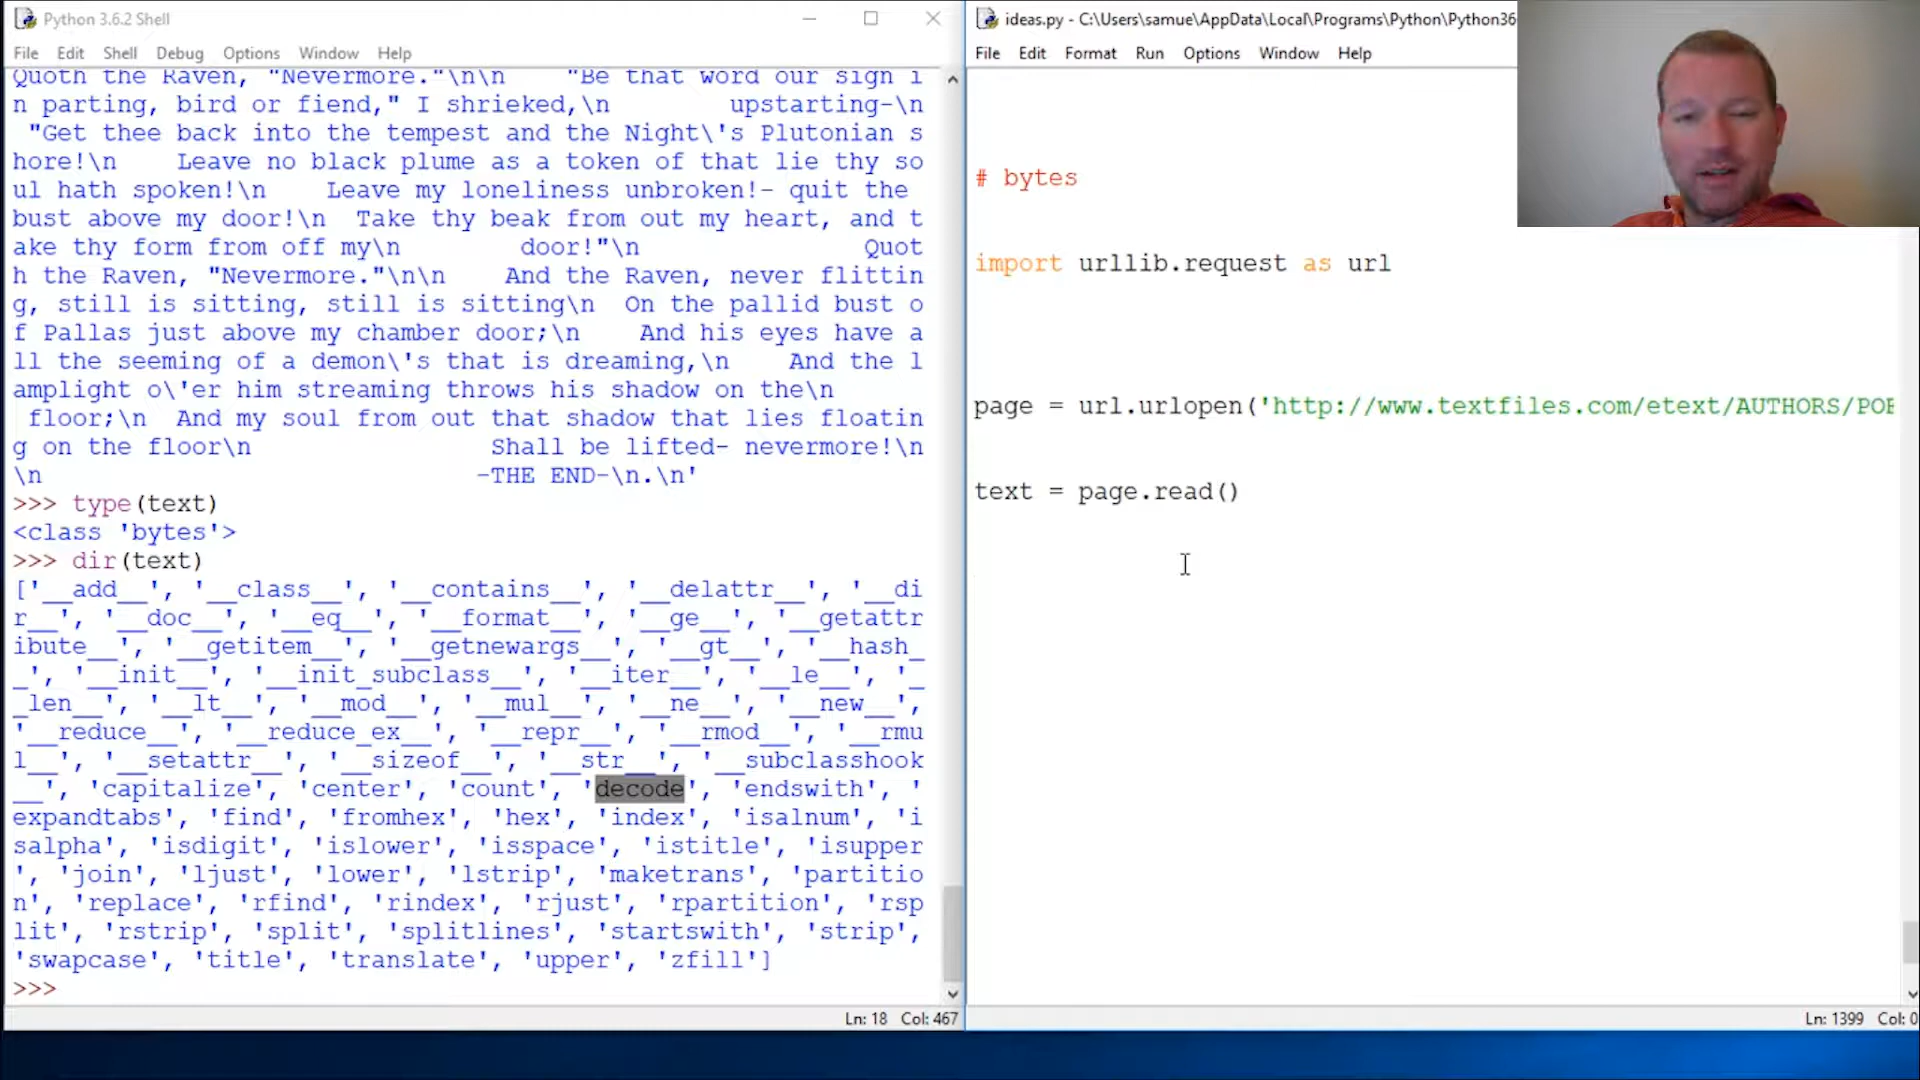 Python 3.6.2 Shell
File Edit Shell Debug Options Window Help
Quoth the Raven, "Nevermore."\n\n    "Be that word our sign i
n parting, bird or fiend," I shrieked,\n        upstarting-\n
"Get thee back into the tempest and the Night\'s Plutonian s
hore!\n    Leave no black plume as a token of that lie thy so
ul hath spoken!\n    Leave my loneliness unbroken!- quit the
bust above my door!\n  Take thy beak from out my heart, and t
ake thy form from off my\n        door!"\n               Quot
h the Raven, "Nevermore."\n\n    And the Raven, never flittin
g, still is sitting, still is sitting\n  On the pallid bust o
f Pallas just above my chamber door;\n    And his eyes have a
ll the seeming of a demon\'s that is dreaming,\n    And the l
amplight o\'er him streaming throws his shadow on the\n
floor;\n  And my soul from out that shadow that lies floatin
g on the floor\n                Shall be lifted- nevermore!\n
\n                              -THE END-\n.\n'
>>> type(text)
<class 'bytes'>
>>> dir(text)
['__add__', '__class__', '__contains__', '__delattr__', '__di
r__', '__doc__', '__eq__', '__format__', '__ge__', '__getattr
ibute__', '__getitem__', '__getnewargs__', '__gt__', '__hash_
_', '__init__', '__init_subclass__', '__iter__', '__le__', '_
_len__', '__lt__', '__mod__', '__mul__', '__ne__', '__new__',
'__reduce__', '__reduce_ex__', '__repr__', '__rmod__', '__rmu
l__', '__setattr__', '__sizeof__', '__str__', '__subclasshook
__', 'capitalize', 'center', 'count', 'decode', 'endswith', '
expandtabs', 'find', 'fromhex', 'hex', 'index', 'isalnum', 'i
salpha', 'isdigit', 'islower', 'isspace', 'istitle', 'isupper
', 'join', 'ljust', 'lower', 'lstrip', 'maketrans', 'partitio
n', 'replace', 'rfind', 'rindex', 'rjust', 'rpartition', 'rsp
lit', 'rstrip', 'split', 'splitlines', 'startswith', 'strip',
'swapcase', 'title', 'translate', 'upper', 'zfill']
>>>
Ln: 18 Col: 467
ideas.py - C:\Users\samue\AppData\Local\Programs\Python\Python36
File Edit Format Run Options Window Help
# bytes
import urllib.request as url
page = url.urlopen('http://www.textfiles.com/etext/AUTHORS/POE
text = page.read()
Ln: 1399 Col: 0